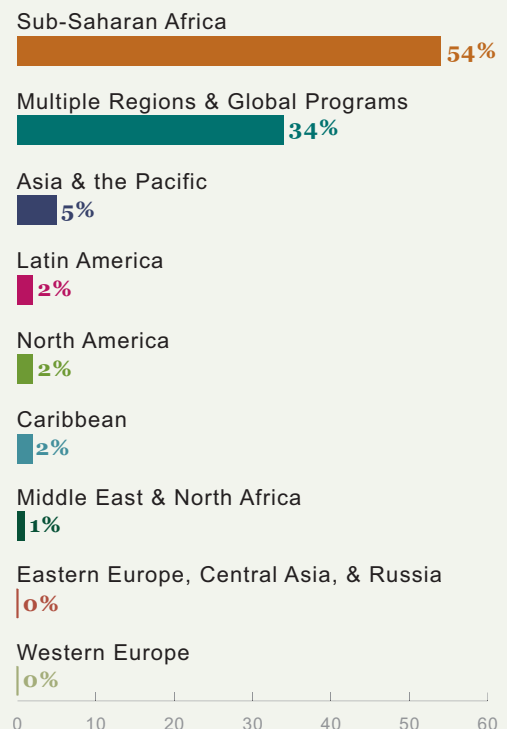 Sub-Saharan Africa
54%
Multiple Regions & Global Programs
34%
Asia & the Pacific
5%
Latin America
2%
North America
2%
Caribbean
2%
Middle East & North Africa
1%
Eastern Europe, Central Asia, & Russia
0%
Western Europe
0%
0 10 20 30 40 50 60